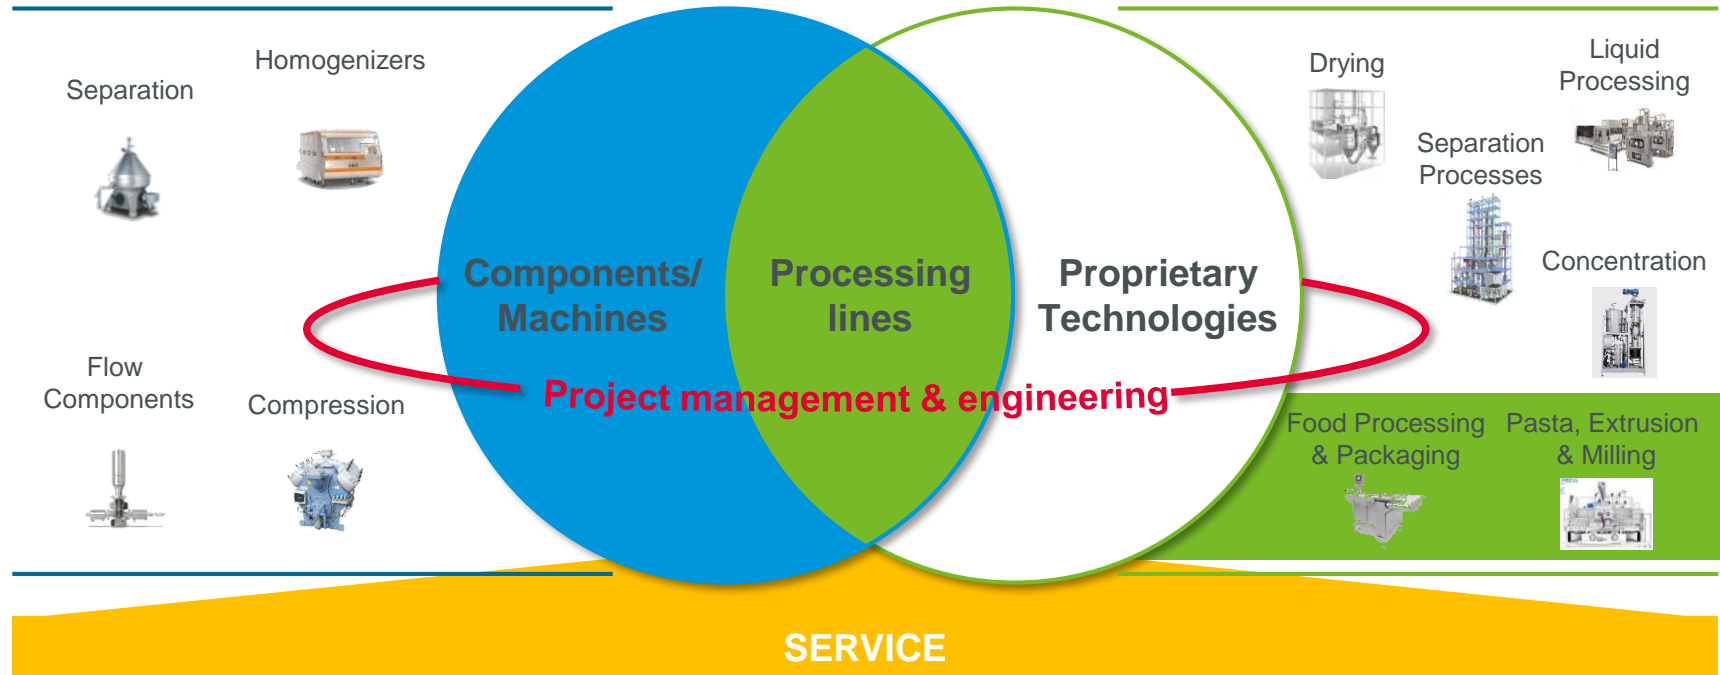 Homogenizers
Separation
Flow
Components
Compression
Components/
Machines
Processing
lines
Proprietary
Technologies
Project management & engineering
Drying
Liquid
Processing
Separation
Processes
Concentration
Food Processing
& Packaging
Pasta, Extrusion
& Milling
SERVICE